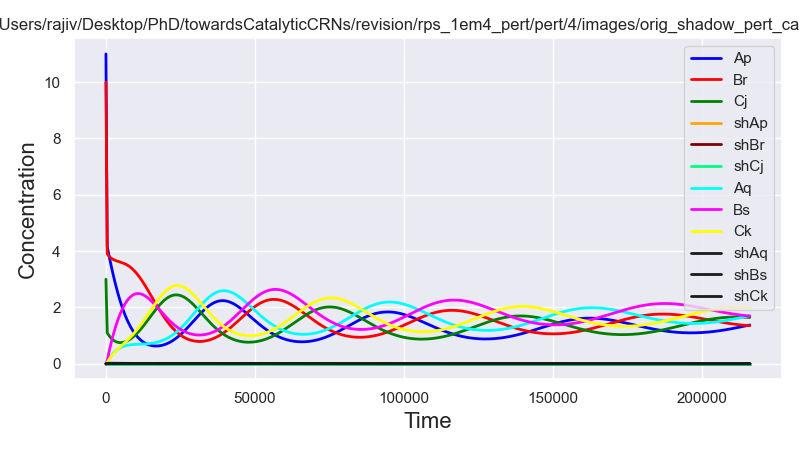 Users/rajiv/Desktop/PhD/towardsCatalyticCRNs/revision/rps_1em4_pert/pert/4/images/orig_shadow_pert_ca
Concentration
10
8
6
4
2
0
0
50000
100000
150000
200000
Time
Ap
Br
Cj
shAp
shBr
shCj
Aq
Bs
Ck
shAq
shBs
shCk